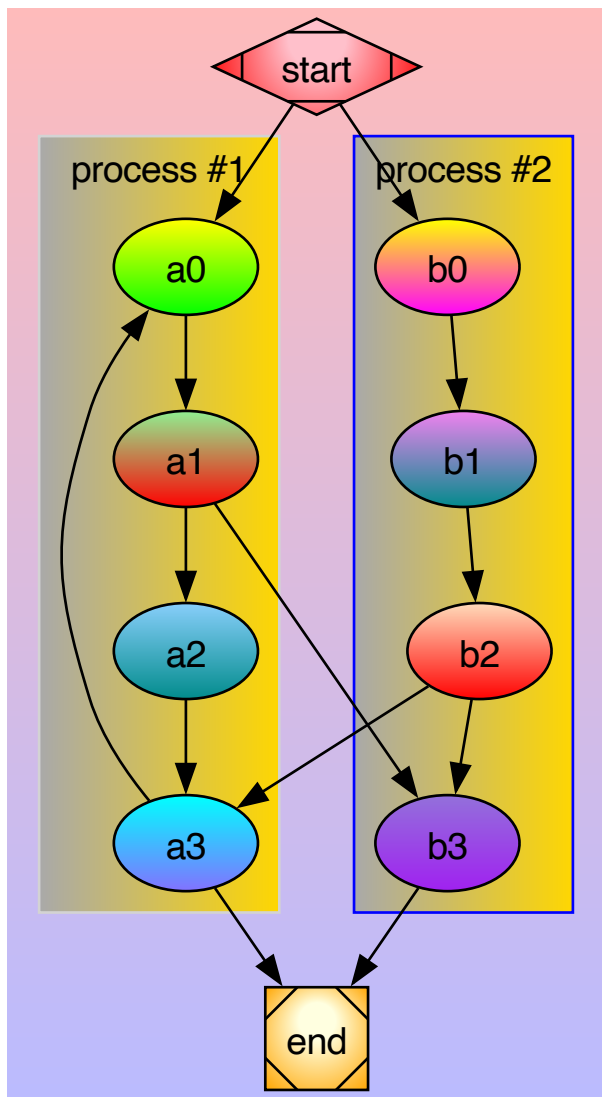 start
process #1
process #2
a0
b0
a1
b1
a2
b2
a3
b3
end